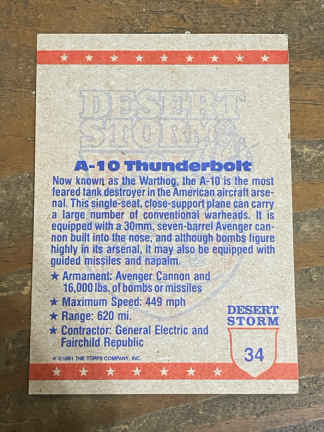 DESERT
STORM
A-10 Thunderbolt
Now known as the Warthog, the A-10 is the most
feared tank destroyer in the American aircraft arse-
nal. This single-seat, close-support plane can carry
a large number of conventional warheads. It is
equipped with a 30mm, seven-barrel Avenger can-
non built into the nose, and although bombs figure
highly in its arsenal, it may also be equipped with
guided missiles and napalm.
★ Armament: Avenger Cannon and
16,000 lbs. of bombs or missiles
★ Maximum Speed: 449 mph
★ Range: 620 mi.
★ Contractor: General Electric and
Fairchild Republic
DESERT
STORM
34
* ©1991 THE TOPPS COMPANY, INC.